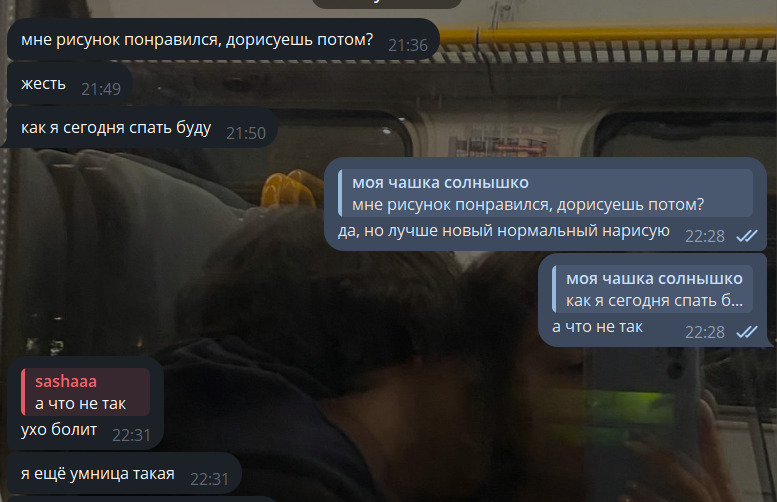 мне рисунок понравился, дорисуешь потом? 21:36
жесть 21:49
как я сегодня спать буду 21:50
моя чашка солнышко
мне рисунок понравился, дорисуешь потом?
да, но лучше новый нормальный нарисую 22:28
моя чашка солнышко
как я сегодня спать б...
а что не так 22:28
sashaaa
а что не так
ухо болит 22:31
я ещё умница такая 22:31